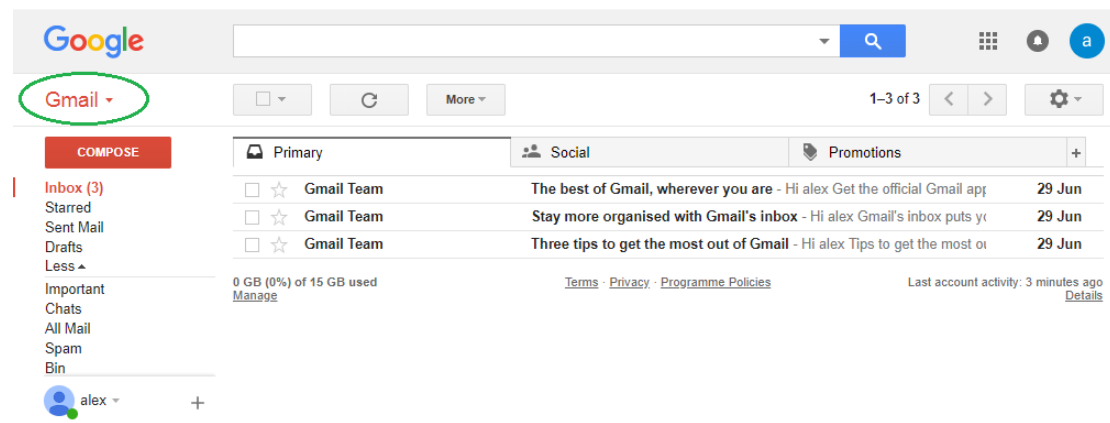 Google
a
Gmail
More
1–3 of 3
COMPOSE
Primary
Social
Promotions
+
Inbox (3)
Starred
Sent Mail
Drafts
Less
Important
Chats
All Mail
Spam
Bin
alex
+
Gmail Team The best of Gmail, wherever you are - Hi alex Get the official Gmail app 29 Jun
Gmail Team Stay more organised with Gmail's inbox - Hi alex Gmail's inbox puts yo 29 Jun
Gmail Team Three tips to get the most out of Gmail - Hi alex Tips to get the most ou 29 Jun
0 GB (0%) of 15 GB used
Manage
Terms · Privacy · Programme Policies
Last account activity: 3 minutes ago
Details